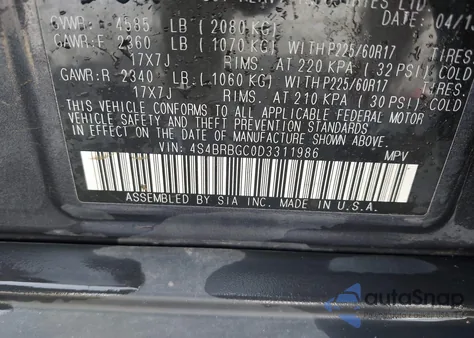 DATE: 04/13
GVWR: 4585 LB (2080 KG)
GAWR:F 2360 LB (1070 KG) WITH P225/60R17 TIRES,
17X7J RIMS, AT 220 KPA (32 PSI) COLD
GAWR:R 2340 LB (1060 KG) WITH P225/60R17 TIRES,
17X7J RIMS, AT 210 KPA (30 PSI) COLD
THIS VEHICLE CONFORMS TO ALL APPLICABLE FEDERAL MOTOR
VEHICLE SAFETY AND THEFT PREVENTION STANDARDS
IN EFFECT ON THE DATE OF MANUFACTURE SHOWN ABOVE.
VIN: 4S4BRBGC0D3311986 MPV
ASSEMBLED BY SIA INC. MADE IN U.S.A.
autoSnap